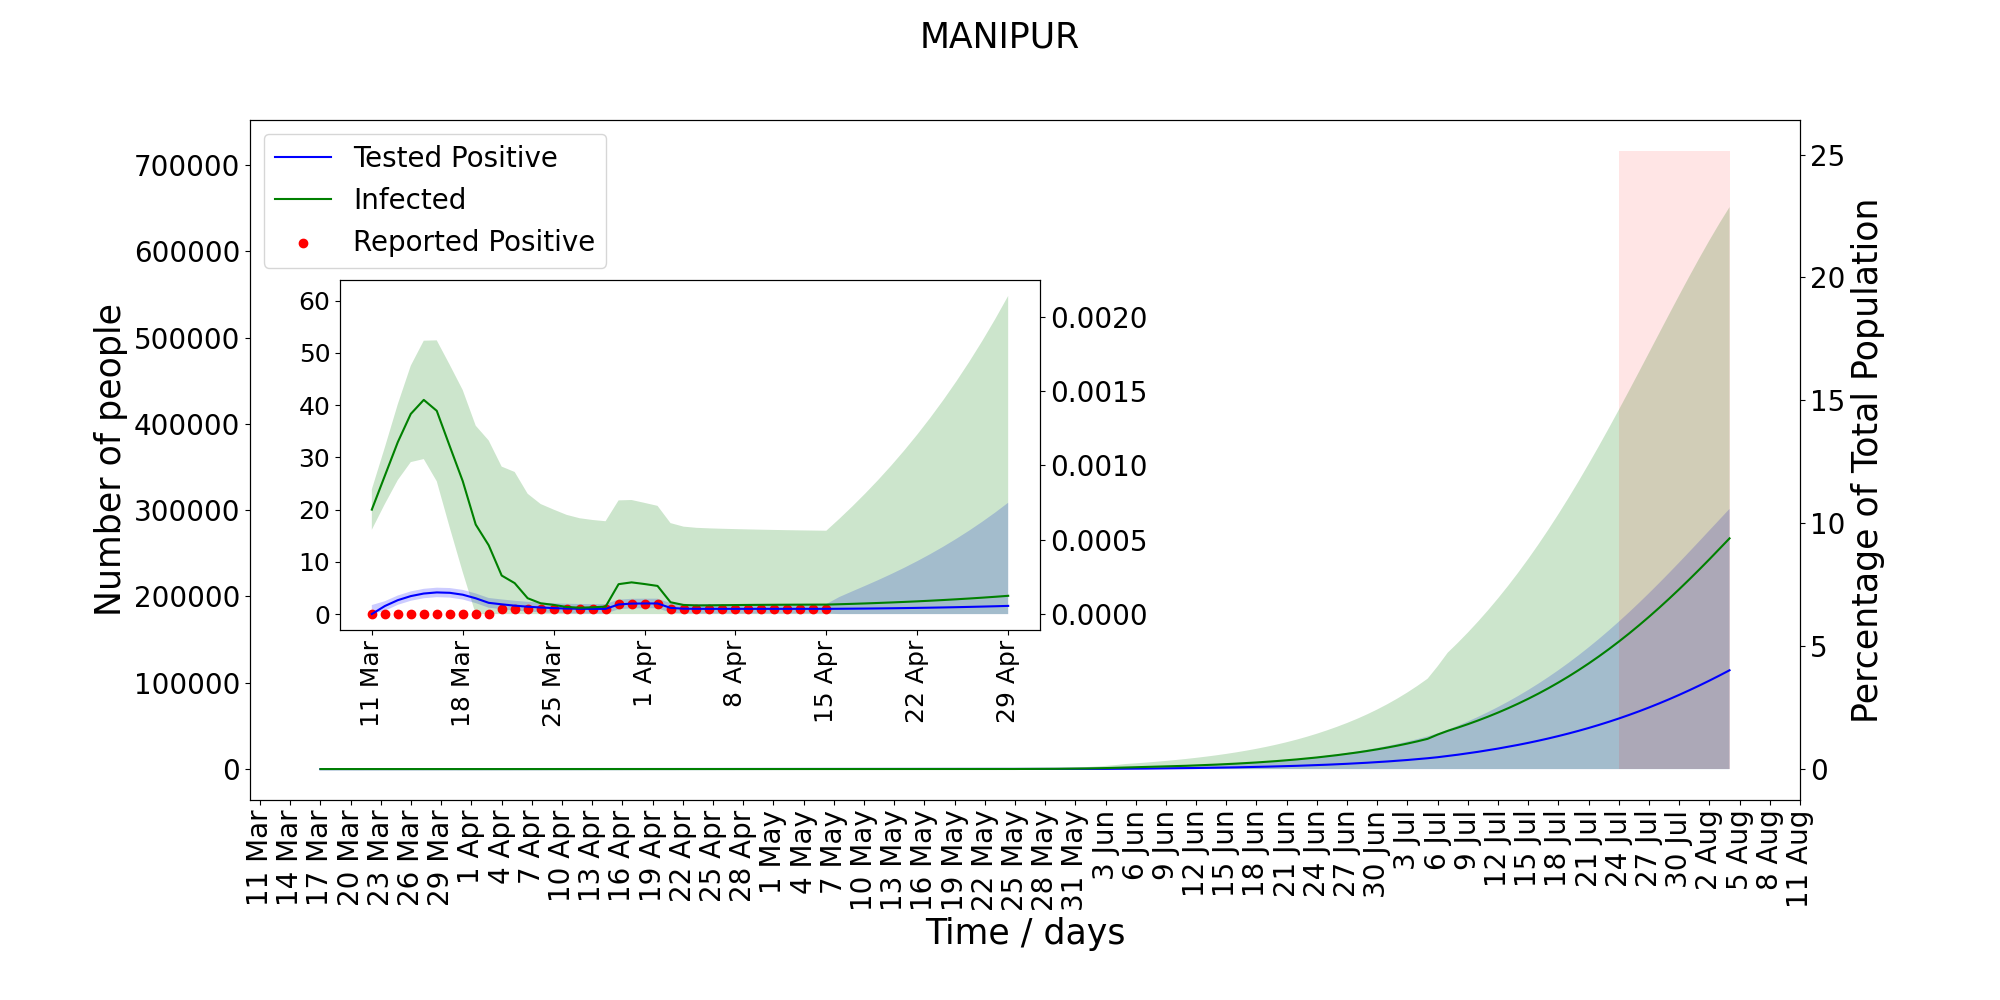 MANIPUR
Tested Positive
Infected
Reported Positive
Number of people
700000
600000
500000
400000
300000
200000
100000
0
Percentage of Total Population
25
20
15
10
5
0
60
50
40
30
20
10
0
0.0020
0.0015
0.0010
0.0005
0.0000
11 Mar
18 Mar
25 Mar
1 Apr
8 Apr
15 Apr
22 Apr
29 Apr
11 Mar
14 Mar
17 Mar
20 Mar
23 Mar
26 Mar
29 Mar
1 Apr
4 Apr
7 Apr
10 Apr
13 Apr
16 Apr
19 Apr
22 Apr
25 Apr
28 Apr
1 May
4 May
7 May
10 May
13 May
16 May
19 May
22 May
25 May
28 May
31 May
3 Jun
6 Jun
9 Jun
12 Jun
15 Jun
18 Jun
21 Jun
24 Jun
27 Jun
30 Jun
3 Jul
6 Jul
9 Jul
12 Jul
15 Jul
18 Jul
21 Jul
24 Jul
27 Jul
30 Jul
2 Aug
5 Aug
8 Aug
11 Aug
Time / days